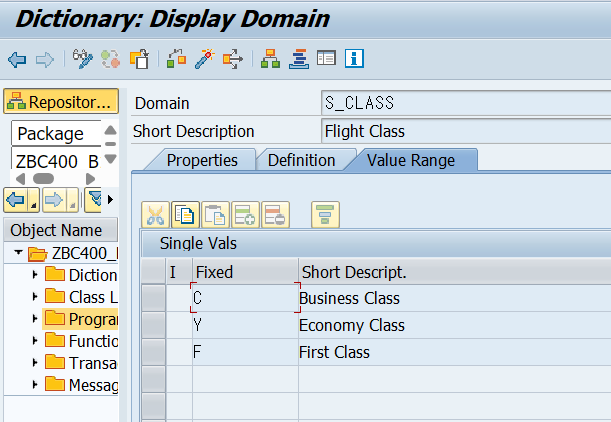 Dictionary: Display Domain
Repositor...
Package
ZBC400_B
Object Name
ZBC400_
Diction
Class L
Progra
Functio
Transa
Messag
Domain S_CLASS
Short Description Flight Class
Properties Definition Value Range
Single Vals
I Fixed Short Descript.
C Business Class
Y Economy Class
F First Class